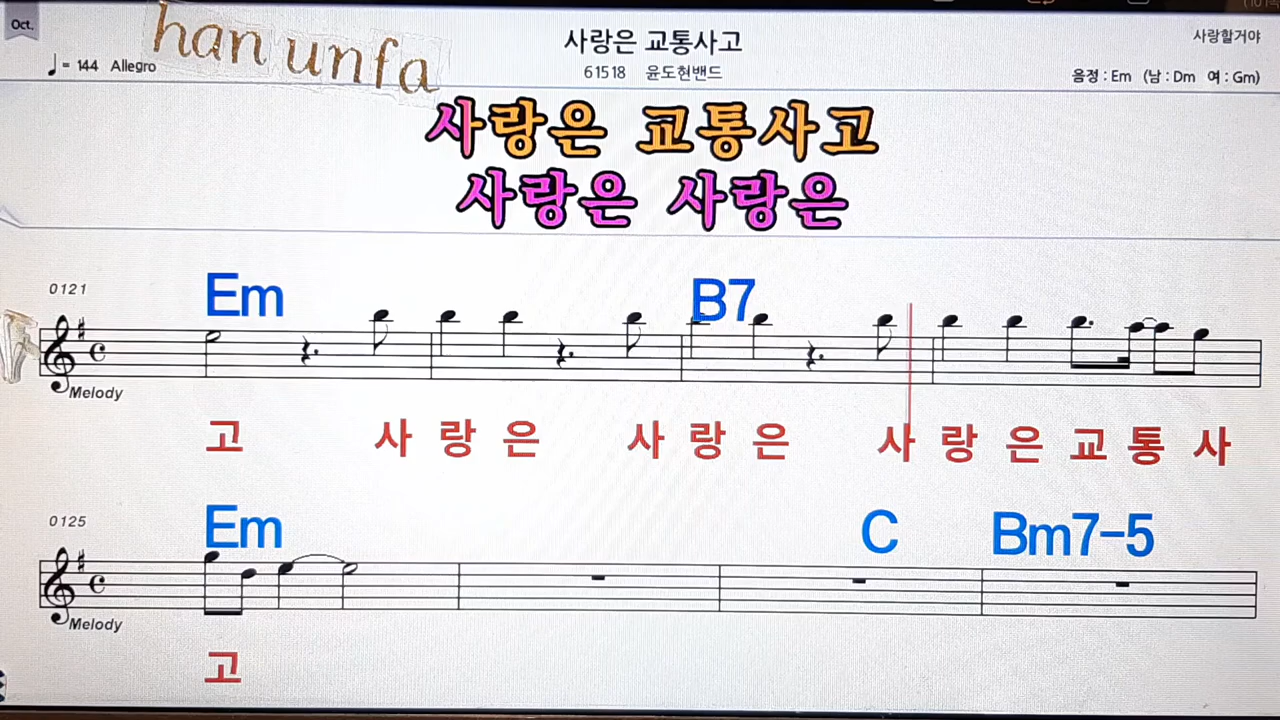 Oct.
han unfa
사랑은 교통사고
사랑할거야
♩= 144 Allegro
61518 윤도현밴드
음정 : Em (남 : Dm 여 : Gm)
사랑은 교통사고
사랑은 사랑은
0121
Em B7
Melody
고 사 랑 은 사 랑 은 사 랑 은 교 통 사
0125
Em C Bm7-5
Melody
고